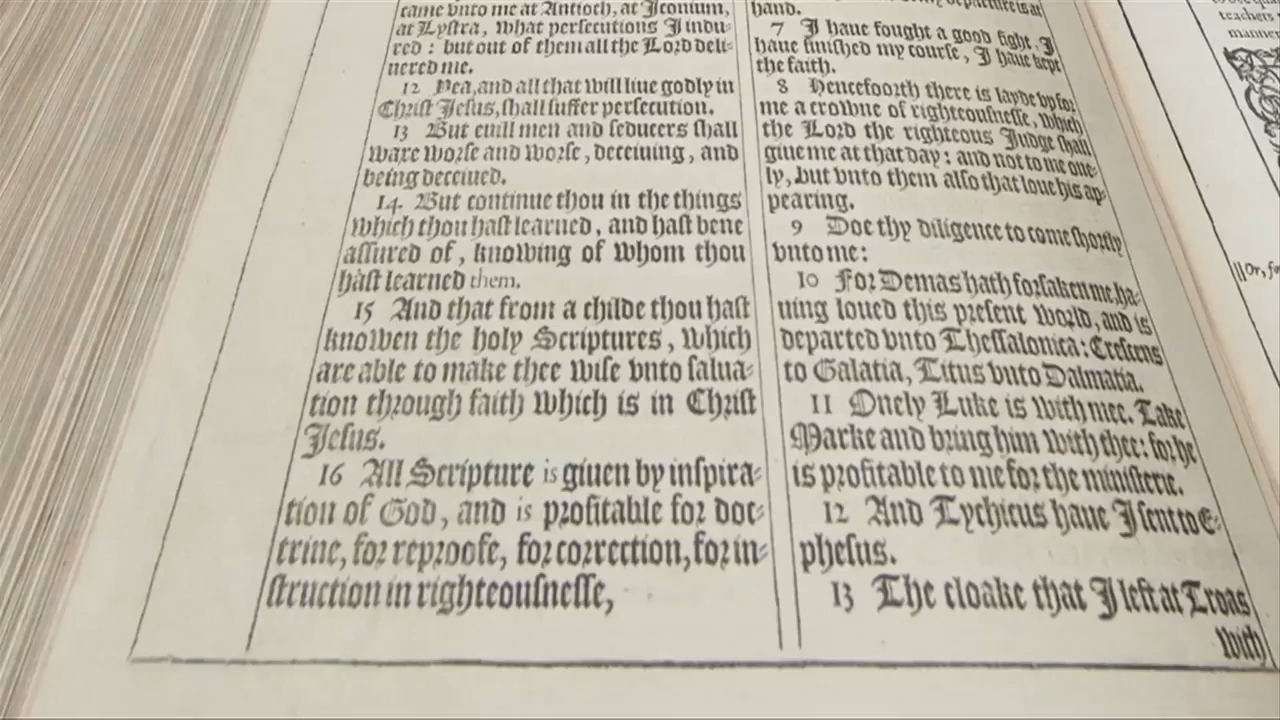 came vnto me at Antioch, at Iconium,
at Lystra, what persecutions I indu-
red : but out of them all the Lord deli-
uered me.
12 Yea, and all that will liue godly in
Christ Iesus, shall suffer persecution.
13 But euill men and seducers shall
waxe worse and worse, deceiuing, and
being deceiued.
14 But continue thou in the things
which thou hast learned, and hast bene
assured of, knowing of whom thou
hast learned them.
15 And that from a childe thou hast
knowen the holy Scriptures, which
are able to make thee wise vnto salua-
tion through faith which is in Christ
Iesus.
16 All Scripture is giuen by inspira-
tion of God, and is profitable for doc-
trine, for reproofe, for correction, for in-
struction in righteousnesse,
departure is at
hand.
7 I haue fought a good fight, I
haue finished my course, I haue kept
the faith.
8 Hencefoorth there is layde vp for
me a crowne of righteousnesse, which
the Lord the righteous Iudge shall
giue me at that day: and not to me one-
ly, but vnto them also that loue his ap-
pearing.
9 Doe thy diligence to come shortly
vnto me:
10 For Demas hath forsaken me, ha-
uing loued this present world, and is
departed vnto Thessalonica: Crescens
to Galatia, Titus vnto Dalmatia.
11 Onely Luke is with mee. Take
Marke and bring him with thee: for he
is profitable to me for the ministerie.
12 And Tychicus haue I sent to E-
phesus.
13 The cloake that I left at Troas
with
teachers
manner
||Or,